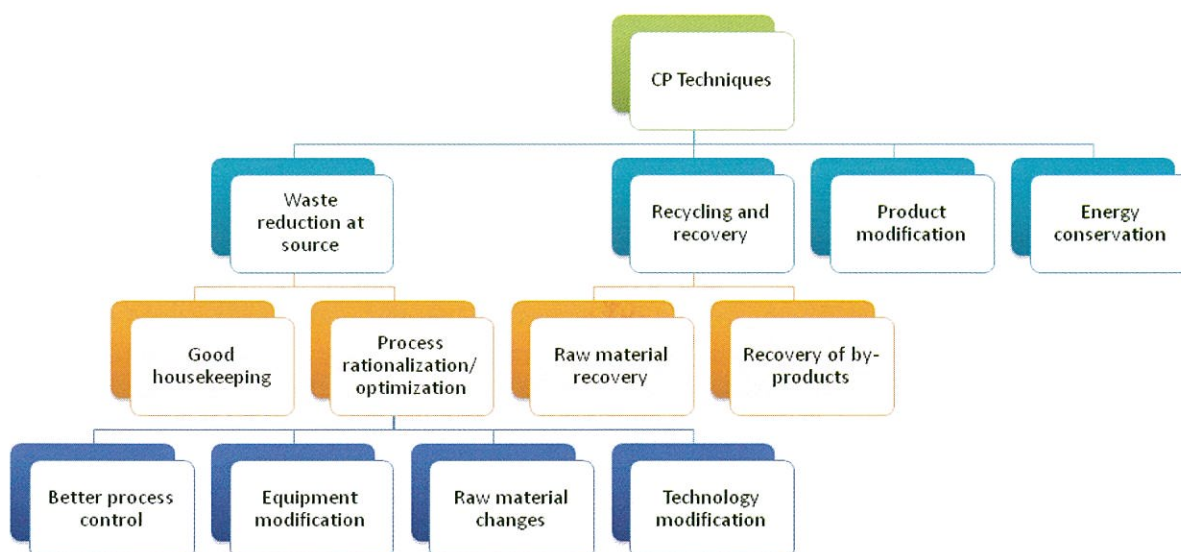 CP Techniques
Waste
reduction at
source
Recycling and
recovery
Product
modification
Energy
conservation
Good
housekeeping
Process
rationalization/
optimization
Raw material
recovery
Recovery of by-
products
Better process
control
Equipment
modification
Raw material
changes
Technology
modification